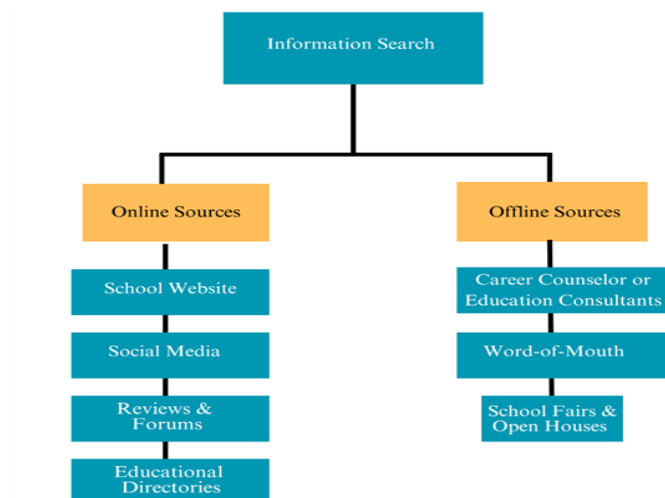 Information Search
Online Sources
School Website
Social Media
Reviews &
Forums
Educational
Directories
Offline Sources
Career Counselor or
Education Consultants
Word-of-Mouth
School Fairs &
Open Houses